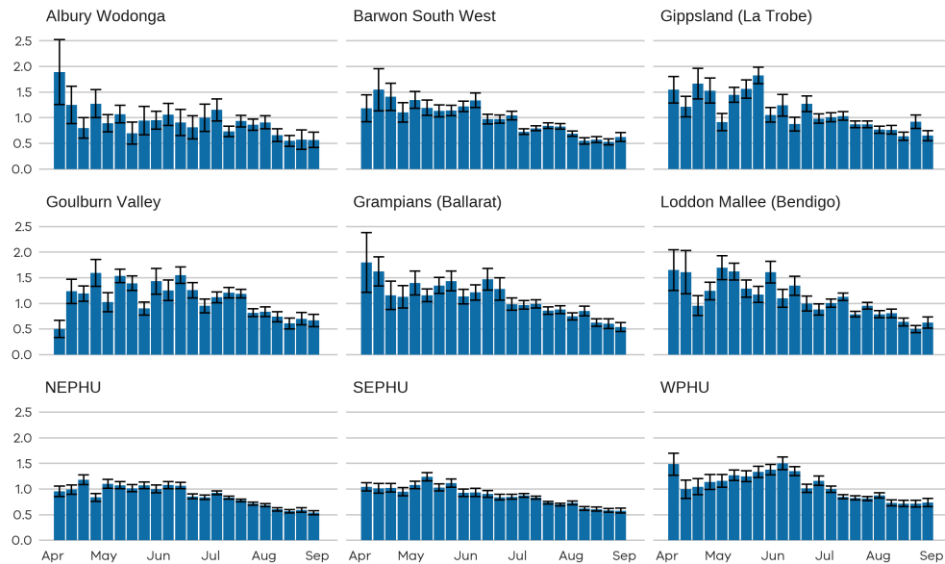 Albury Wodonga
Barwon South West
Gippsland (La Trobe)
2.5
2.0
1.5
1.0
0.5
0.0
Goulburn Valley
Grampians (Ballarat)
Loddon Mallee (Bendigo)
2.5
2.0
1.5
1.0
0.5
0.0
NEPHU
SEPHU
WPHU
2.5
2.0
1.5
1.0
0.5
0.0
Apr May Jun Jul Aug Sep
Apr May Jun Jul Aug Sep
Apr May Jun Jul Aug Sep